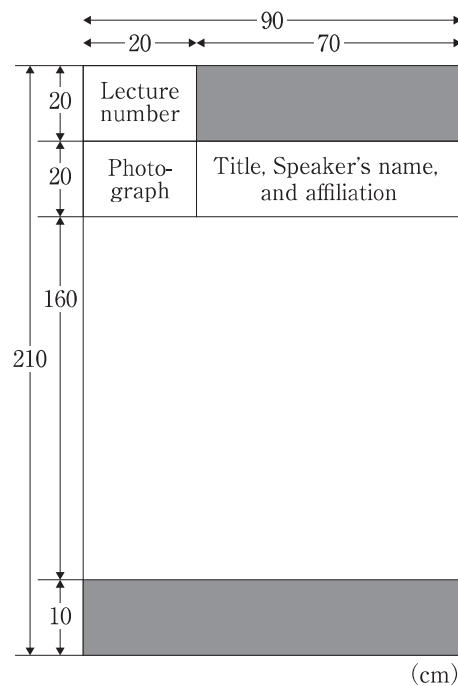 90
20 70
20
Lecture
number
20
Photo-
graph
Title, Speaker’s name,
and affiliation
160
210
10
(cm)